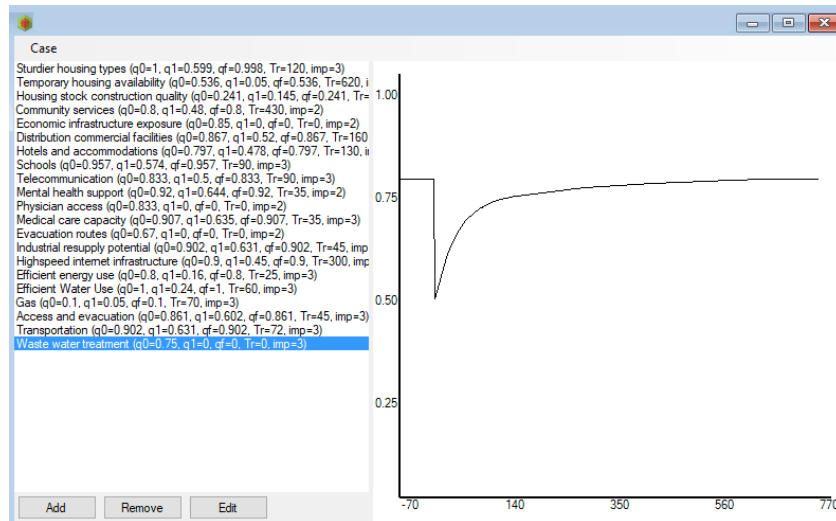 Case
Sturdier housing types (q0=1, q1=0.599, qf=0.998, Tr=120, imp=3)
Temporary housing availability (q0=0.536, q1=0.05, qf=0.536, Tr=620, i
Housing stock construction quality (q0=0.241, q1=0.145, qf=0.241, Tr=
Community services (q0=0.8, q1=0.48, qf=0.8, Tr=430, imp=2)
Economic infrastructure exposure (q0=0.85, q1=0, qf=0, Tr=0, imp=2)
Distribution commercial facilities (q0=0.867, q1=0.52, qf=0.867, Tr=160
Hotels and accommodations (q0=0.797, q1=0.478, qf=0.797, Tr=130, i
Schools (q0=0.957, q1=0.574, qf=0.957, Tr=90, imp=3)
Telecommunication (q0=0.833, q1=0.5, qf=0.833, Tr=90, imp=3)
Mental health support (q0=0.92, q1=0.644, qf=0.92, Tr=35, imp=2)
Physician access (q0=0.833, q1=0, qf=0, Tr=0, imp=2)
Medical care capacity (q0=0.907, q1=0.635, qf=0.907, Tr=35, imp=3)
Evacuation routes (q0=0.67, q1=0, qf=0, Tr=0, imp=2)
Industrial resupply potential (q0=0.902, q1=0.631, qf=0.902, Tr=45, imp
Highspeed internet infrastructure (q0=0.9, q1=0.45, qf=0.9, Tr=300, imp
Efficient energy use (q0=0.8, q1=0.16, qf=0.8, Tr=25, imp=3)
Efficient Water Use (q0=1, q1=0.24, qf=1, Tr=60, imp=3)
Gas (q0=0.1, q1=0.05, qf=0.1, Tr=70, imp=3)
Access and evacuation (q0=0.861, q1=0.602, qf=0.861, Tr=45, imp=3)
Transportation (q0=0.902, q1=0.631, qf=0.902, Tr=72, imp=3)
Waste water treatment (q0=0.75, q1=0, qf=0, Tr=0, imp=3)
Add Remove Edit
1.00
0.75
0.50
0.25
-70 140 350 560 770